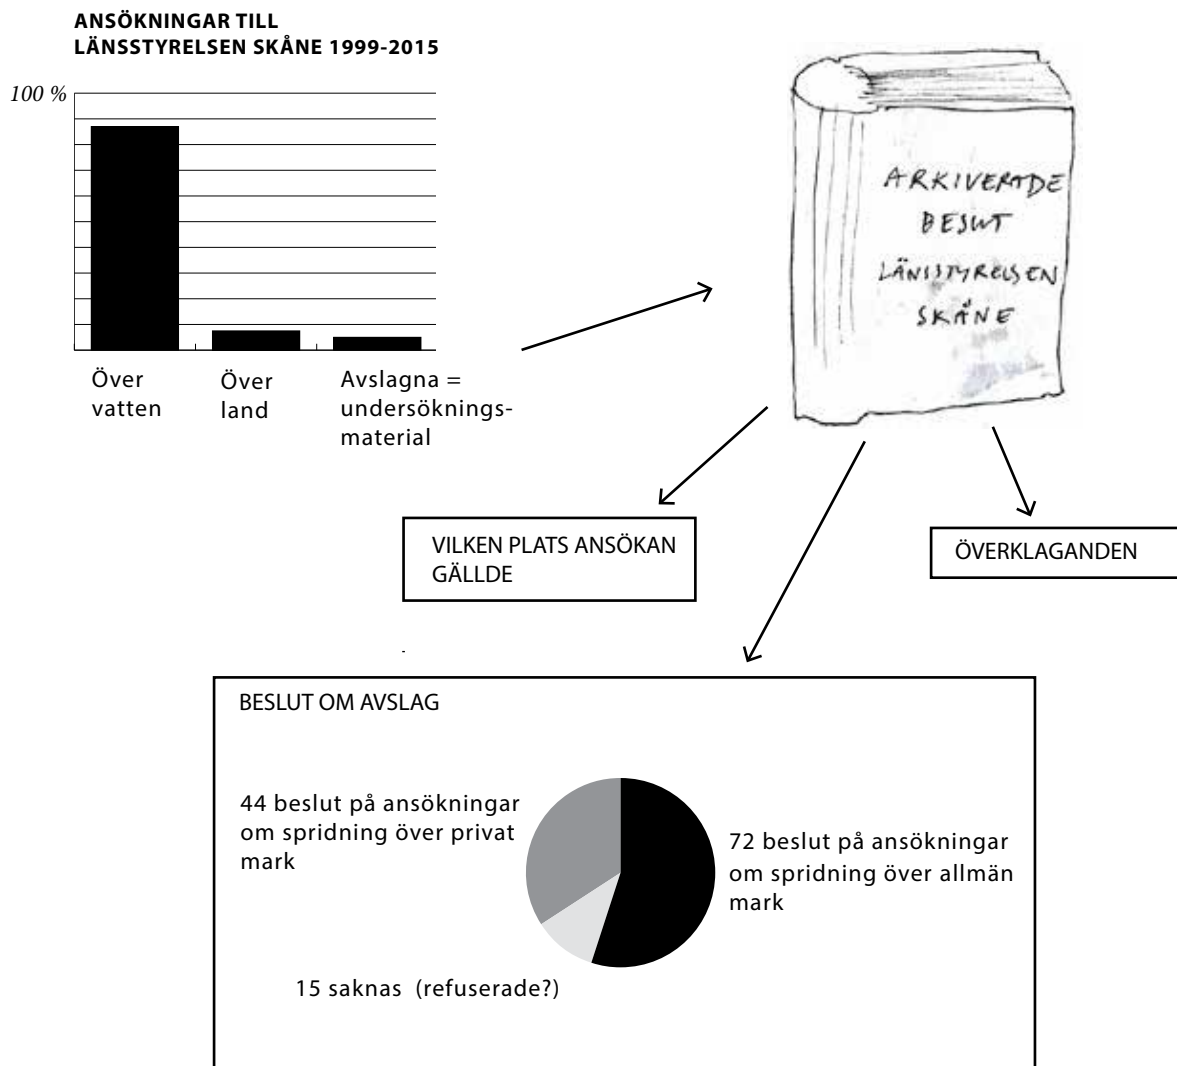 ANSÖKNINGAR TILL
LÄNSSTYRELSEN SKÅNE 1999-2015
100 %
Över
vatten
Över
land
Avslagna =
undersöknings-
material
ARKIVERADE
BESLUT
LÄNSSTYRELSEN
SKÅNE
VILKEN PLATS ANSÖKAN
GÄLLDE
ÖVERKLAGANDEN
BESLUT OM AVSLAG
44 beslut på ansökningar
om spridning över privat
mark
72 beslut på ansökningar
om spridning över allmän
mark
15 saknas (refuserade?)